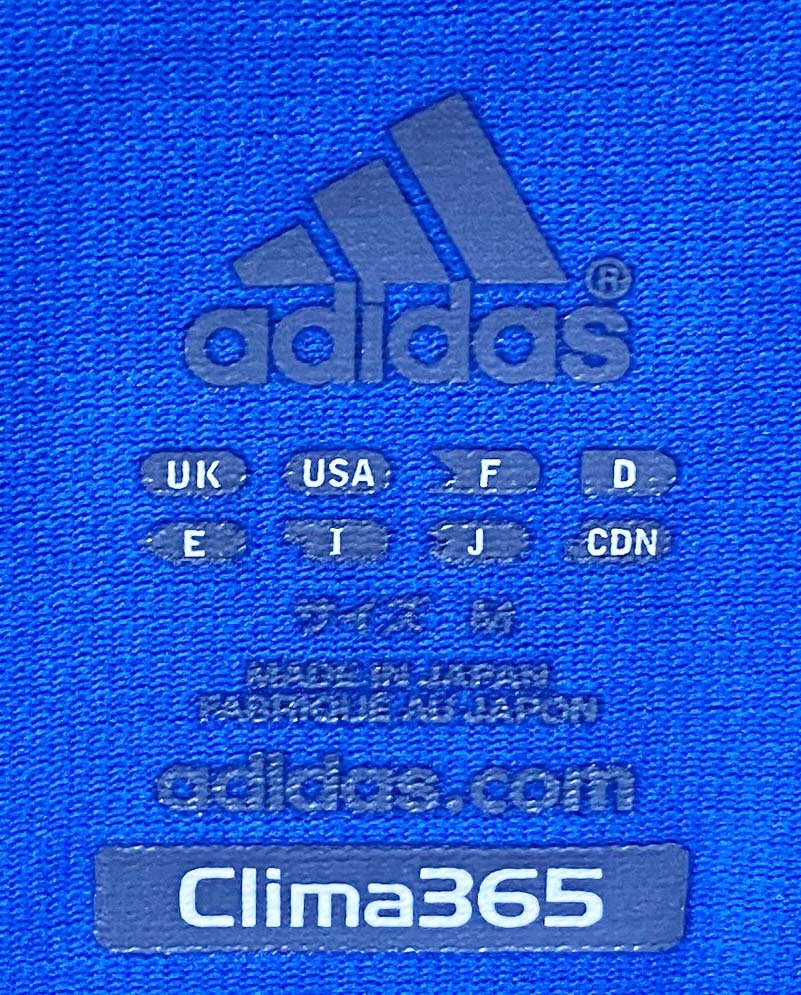 adidas®
UK USA F D
E I J CDN
サイズ M
MADE IN JAPAN
FABRIQUE AU JAPON
adidas.com
Clima365